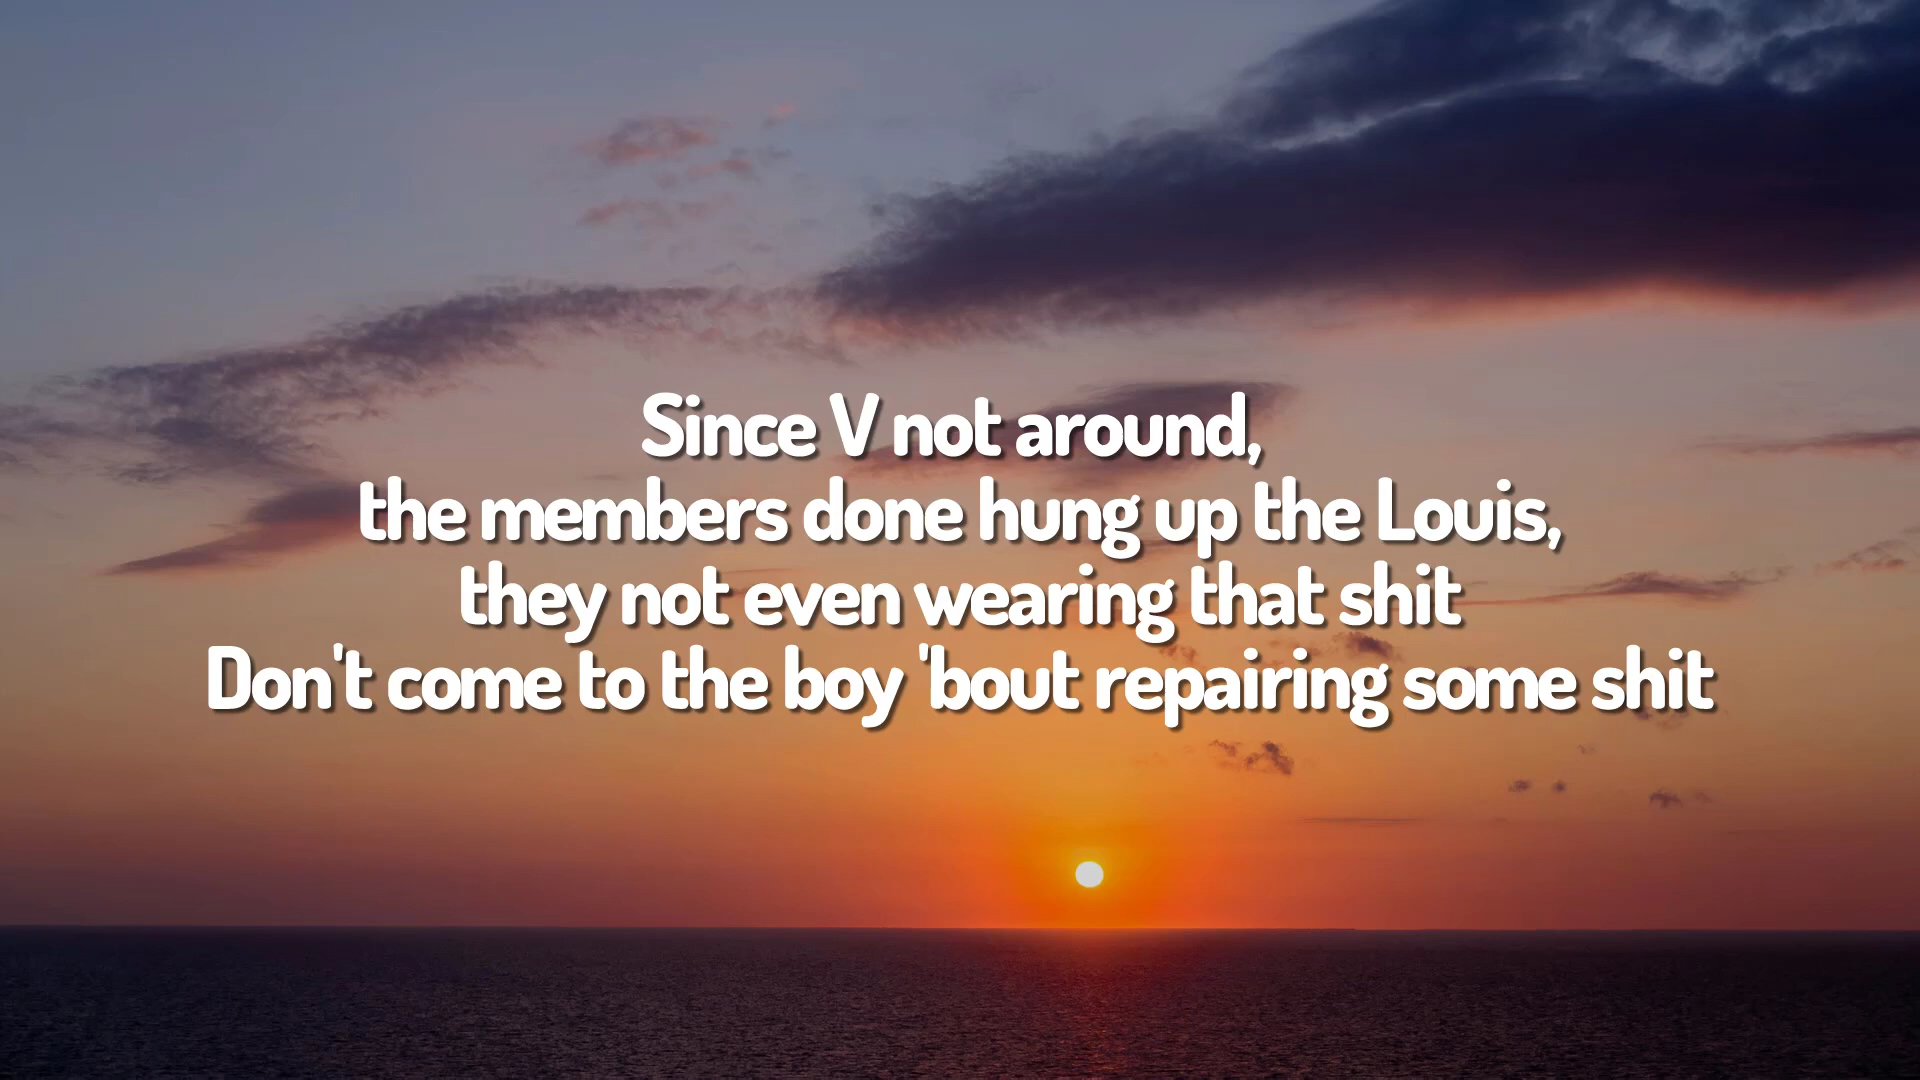 Since V not around,
the members done hung up the Louis,
they not even wearing that shit
Don't come to the boy 'bout repairing some shit